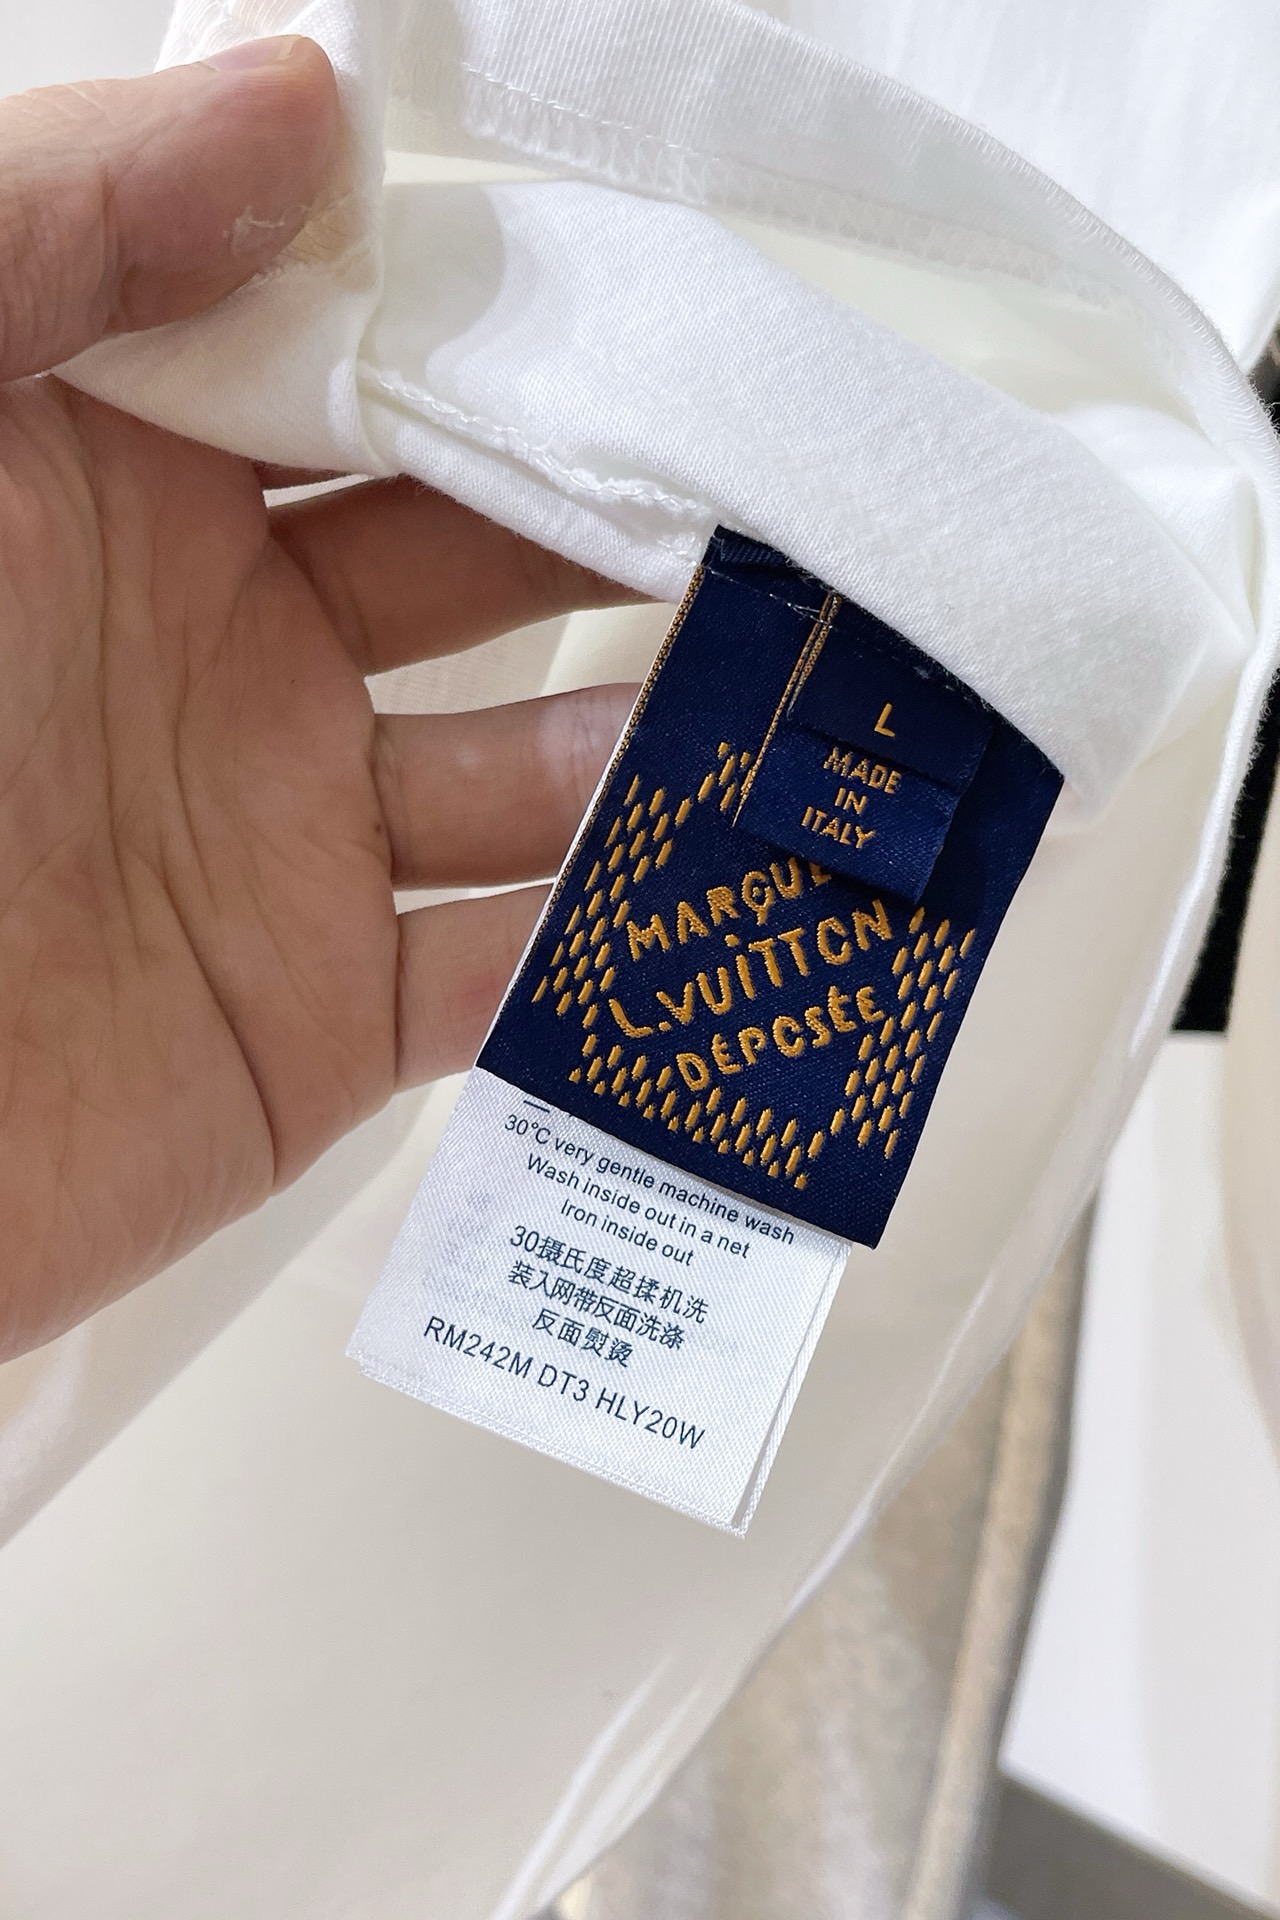 L
MADE
IN
ITALY
L.VUiTTON
DÉPOSÉE
30°C very gentle machine wash
Wash inside out in a net
Iron inside out
30摄氏度超揉机洗
装入网带反面洗涤
反面熨烫
RM242M DT3 HLY20W